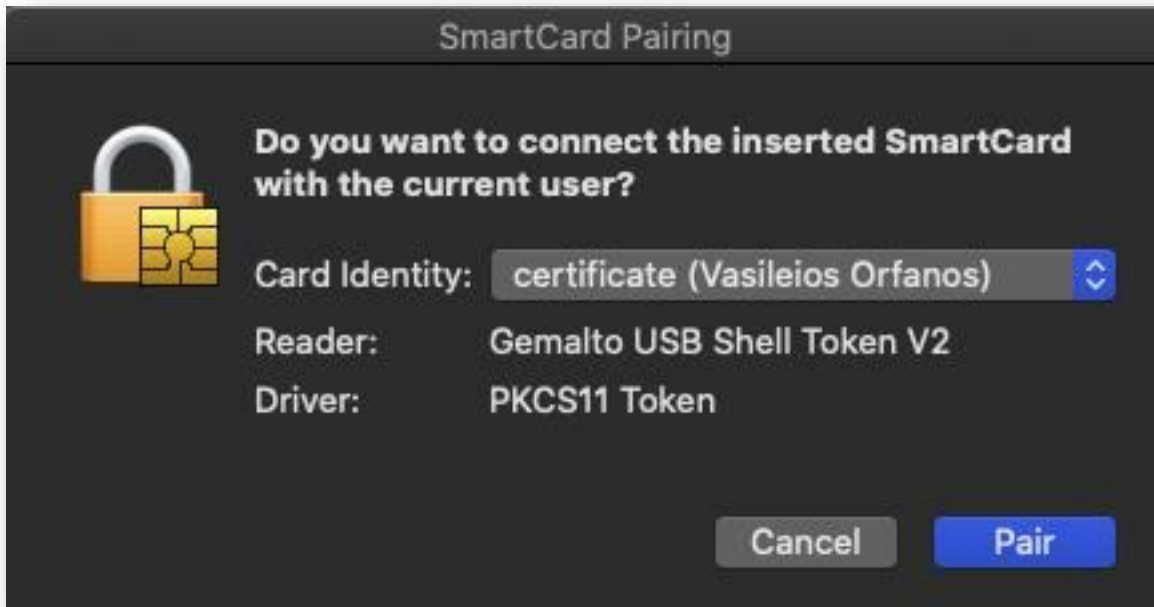 SmartCard Pairing
Do you want to connect the inserted SmartCard
with the current user?
Card Identity: certificate (Vasileios Orfanos)
Reader: Gemalto USB Shell Token V2
Driver: PKCS11 Token
Cancel Pair